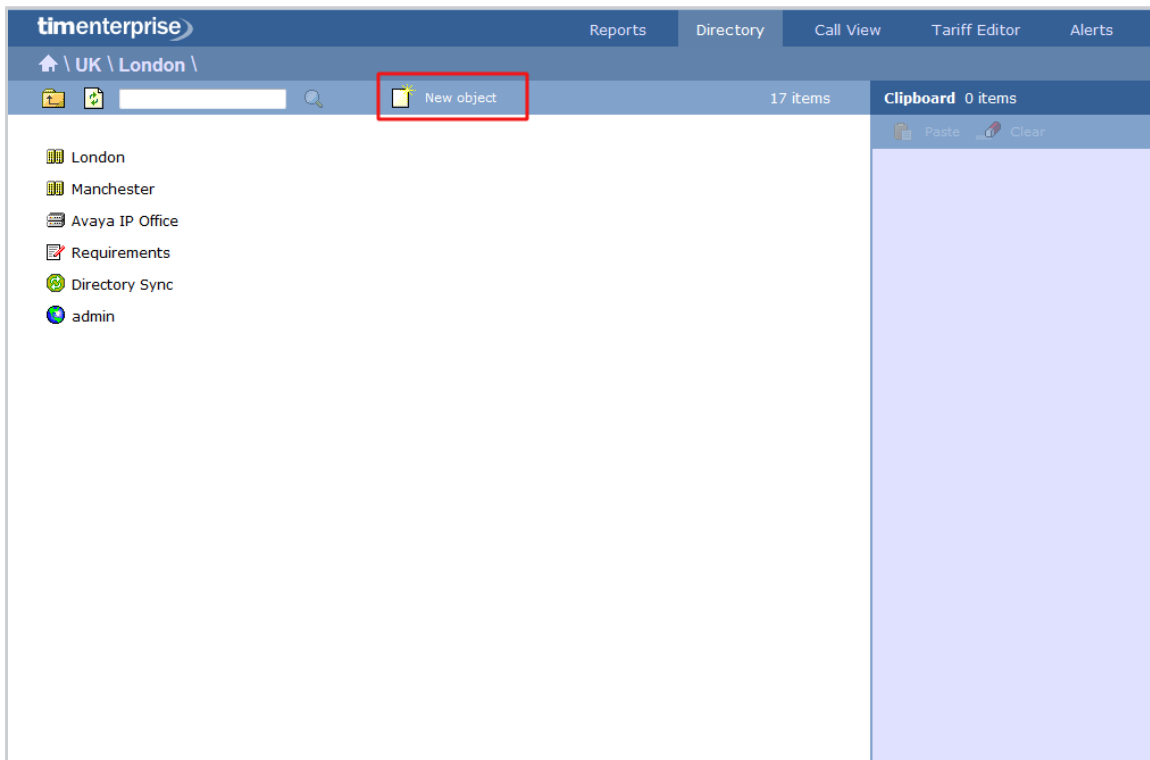 timenterprise
Reports Directory Call View Tariff Editor Alerts
\ UK \ London \
New object 17 items Clipboard 0 items
Paste Clear
London
Manchester
Avaya IP Office
Requirements
Directory Sync
admin